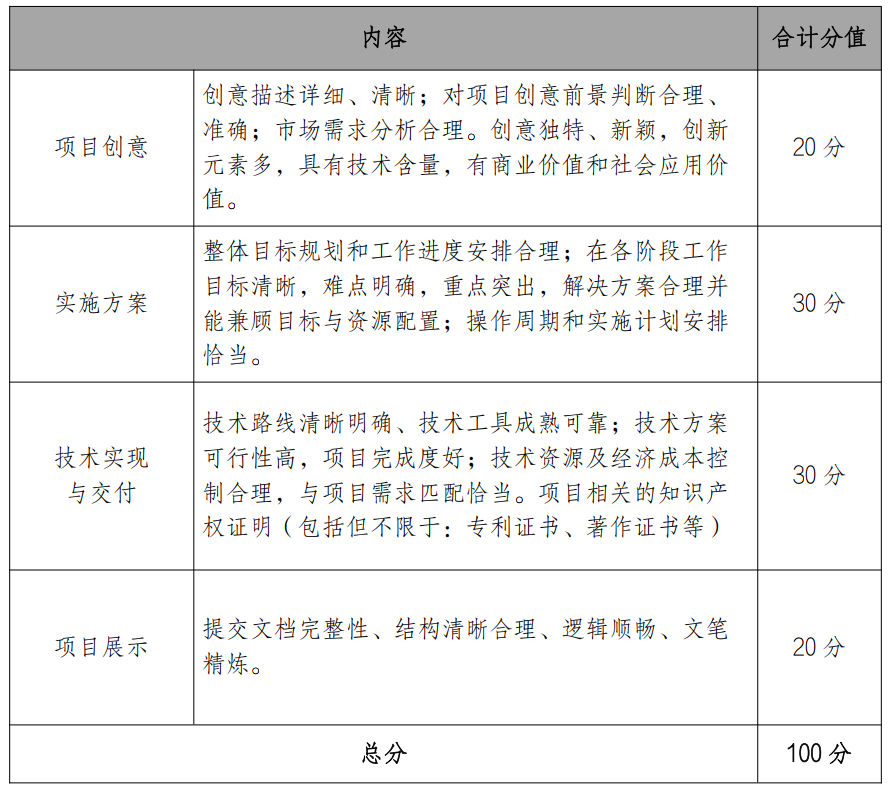 内容
合计分值
项目创意
创意描述详细、清晰；对项目创意前景判断合理、
准确；市场需求分析合理。创意独特、新颖，创新
元素多，具有技术含量，有商业价值和社会应用价
值。
20 分
实施方案
整体目标规划和工作进度安排合理；在各阶段工作
目标清晰，难点明确，重点突出，解决方案合理并
能兼顾目标与资源配置；操作周期和实施计划安排
恰当。
30 分
技术实现
与交付
技术路线清晰明确、技术工具成熟可靠；技术方案
可行性高，项目完成度好；技术资源及经济成本控
制合理，与项目需求匹配恰当。项目相关的知识产
权证明（包括但不限于：专利证书、著作证书等）
30 分
项目展示
提交文档完整性、结构清晰合理、逻辑顺畅、文笔
精炼。
20 分
总分
100 分